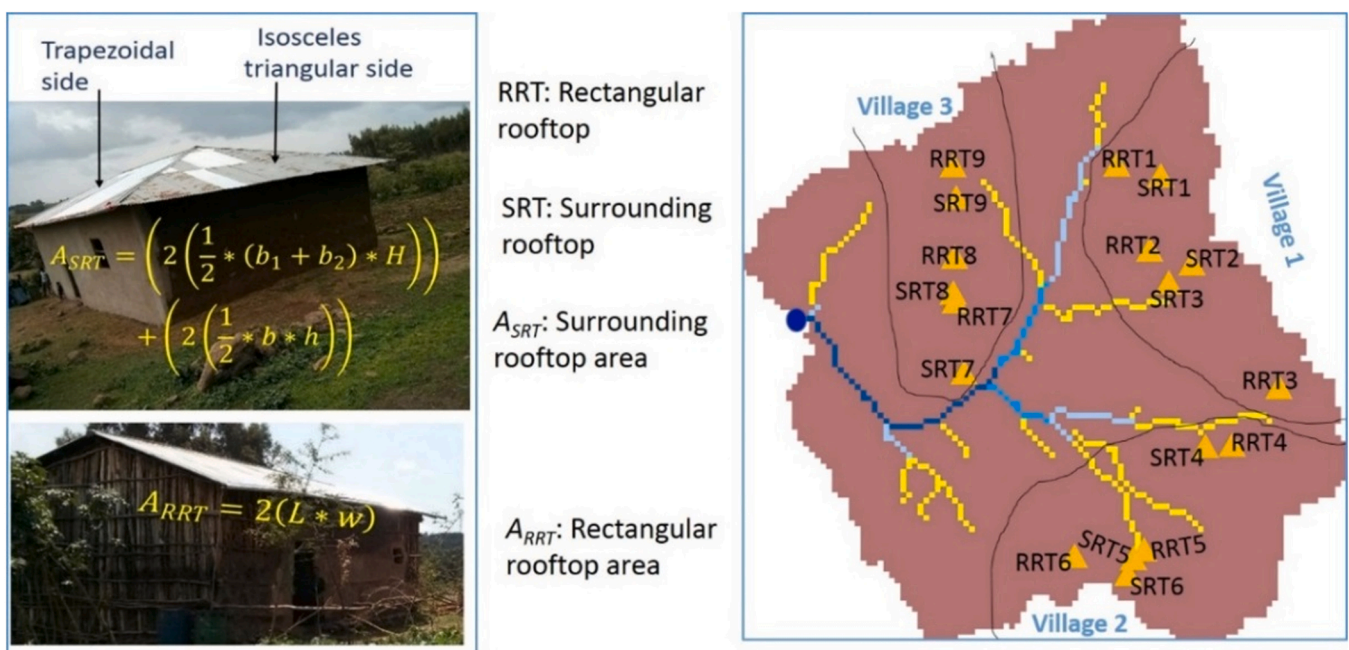 Trapezoidal
side
Isosceles
triangular side
A_SRT = (2(1/2 * (b₁ + b₂) * H))
+ (2(1/2 * b * h))
A_RRT = 2(L * w)
RRT: Rectangular
rooftop
SRT: Surrounding
rooftop
A_SRT: Surrounding
rooftop area
A_RRT: Rectangular
rooftop area
Village 3
RRT9
RRT1
SRT1
SRT9
Village 1
RRT2
RRT8
SRT2
SRT8
SRT3
RRT7
SRT7
RRT3
SRT4
RRT4
SRT5
RRT5
RRT6
SRT6
Village 2